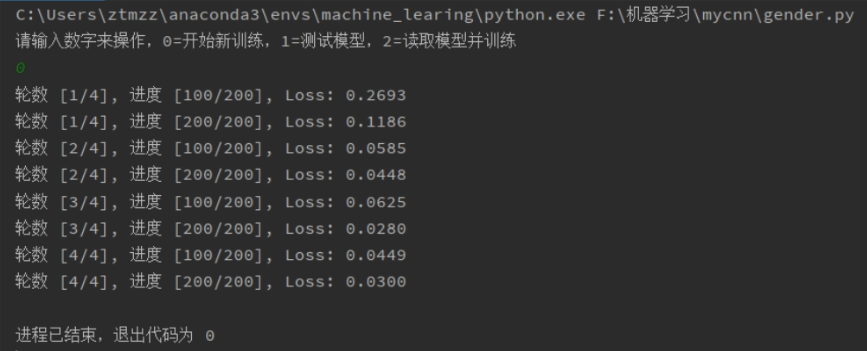 C:\Users\ztmzz\anaconda3\envs\machine_learing\python.exe F:\机器学习\mycnn\gender.py
请输入数字来操作，0=开始新训练，1=测试模型，2=读取模型并训练
0
轮数 [1/4], 进度 [100/200], Loss: 0.2693
轮数 [1/4], 进度 [200/200], Loss: 0.1186
轮数 [2/4], 进度 [100/200], Loss: 0.0585
轮数 [2/4], 进度 [200/200], Loss: 0.0448
轮数 [3/4], 进度 [100/200], Loss: 0.0625
轮数 [3/4], 进度 [200/200], Loss: 0.0280
轮数 [4/4], 进度 [100/200], Loss: 0.0449
轮数 [4/4], 进度 [200/200], Loss: 0.0300
进程已结束，退出代码为 0